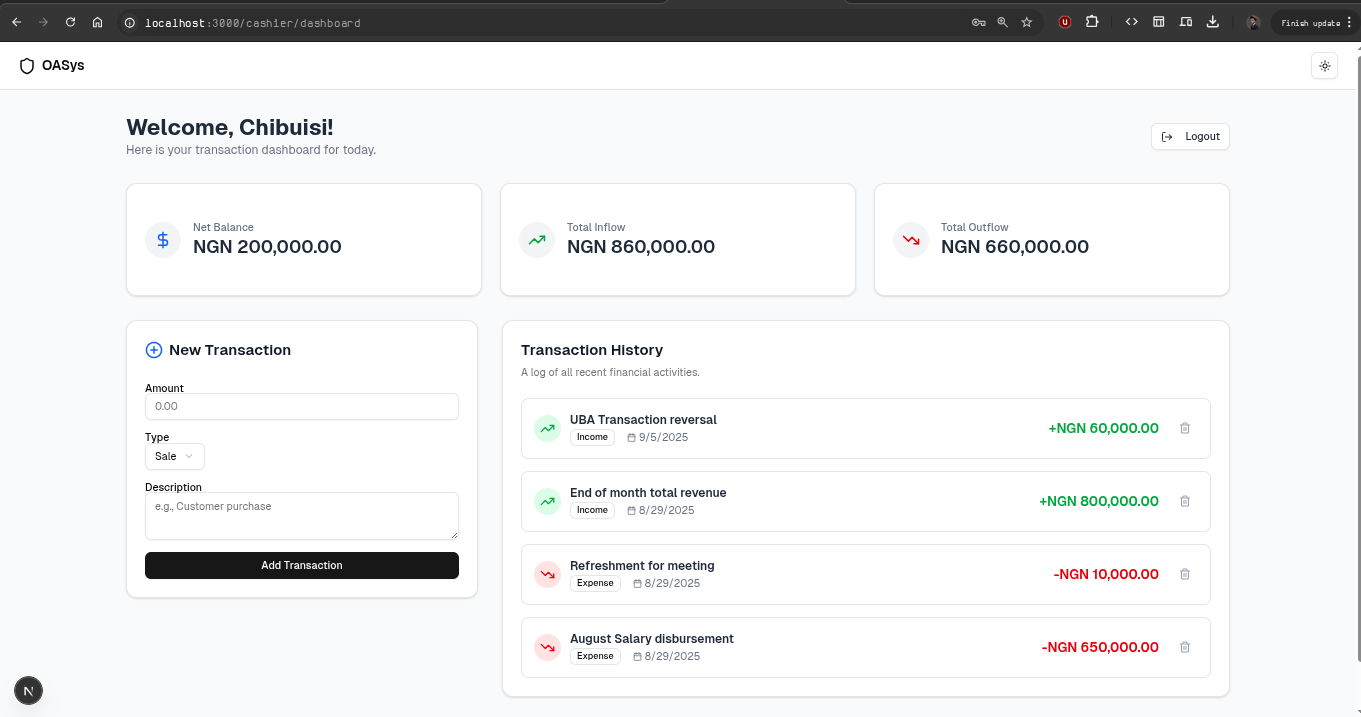 localhost:3000/cashier/dashboard
Finish update
OASys
Welcome, Chibuisi!
Here is your transaction dashboard for today.
Logout
Net Balance
NGN 200,000.00
Total Inflow
NGN 860,000.00
Total Outflow
NGN 660,000.00
New Transaction
Amount
0.00
Type
Sale
Description
e.g., Customer purchase
Add Transaction
Transaction History
A log of all recent financial activities.
UBA Transaction reversal
Income 9/5/2025
+NGN 60,000.00
End of month total revenue
Income 8/29/2025
+NGN 800,000.00
Refreshment for meeting
Expense 8/29/2025
-NGN 10,000.00
August Salary disbursement
Expense 8/29/2025
-NGN 650,000.00
N